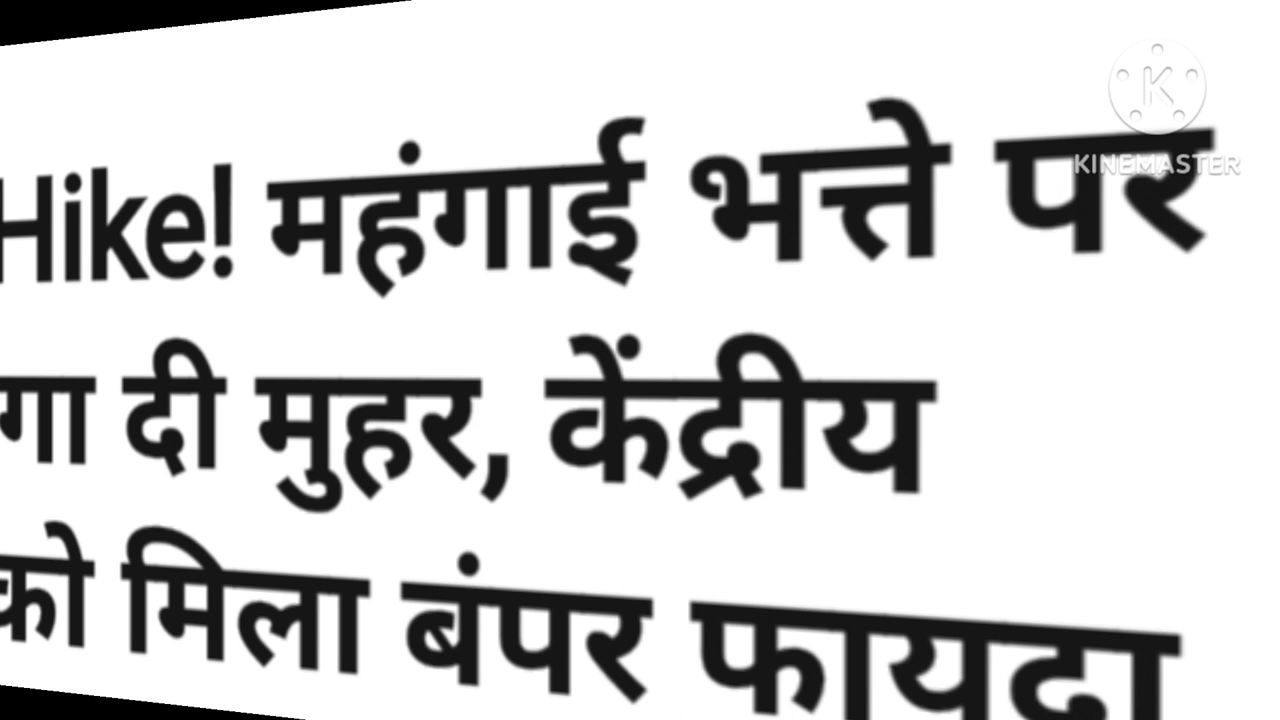 Hike! महंगाई भत्ते पर
गा दी मुहर, केंद्रीय
को मिला बंपर फायदा
KINEMASTER